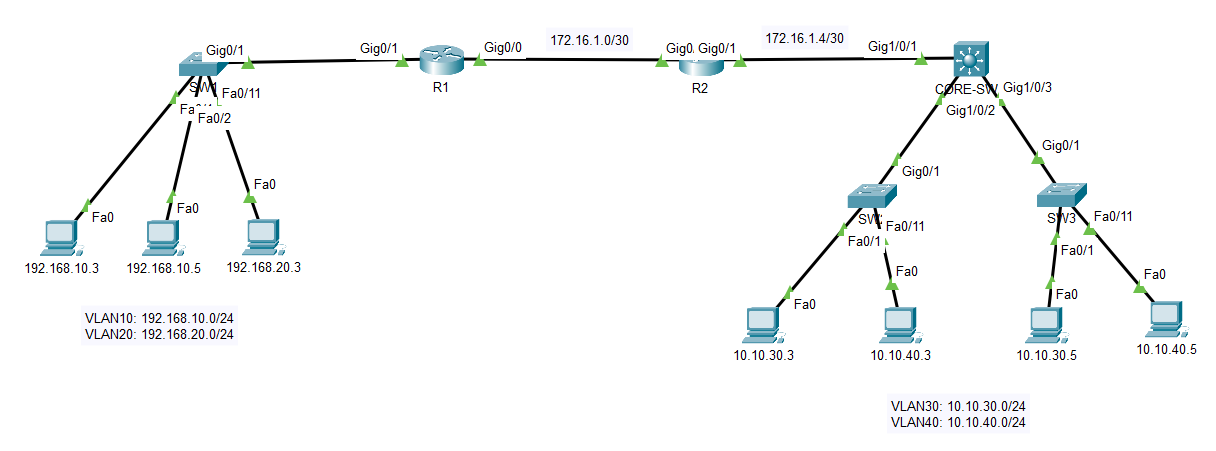 Gig0/1
Gig0/1
Gig0/0
172.16.1.0/30
Gig0/
Gig0/1
172.16.1.4/30
Gig1/0/1
SW1
R1
R2
CORE-SW
Gig1/0/3
Gig1/0/2
Fa0/11
Fa0/2
Gig0/1
Gig0/1
Fa0
Fa0
Fa0
SW3
Fa0/11
Fa0/11
Fa0/1
Fa0/1
192.168.10.3
192.168.10.5
192.168.20.3
Fa0
Fa0
Fa0
Fa0
VLAN10: 192.168.10.0/24
VLAN20: 192.168.20.0/24
10.10.30.3
10.10.40.3
10.10.30.5
10.10.40.5
VLAN30: 10.10.30.0/24
VLAN40: 10.10.40.0/24